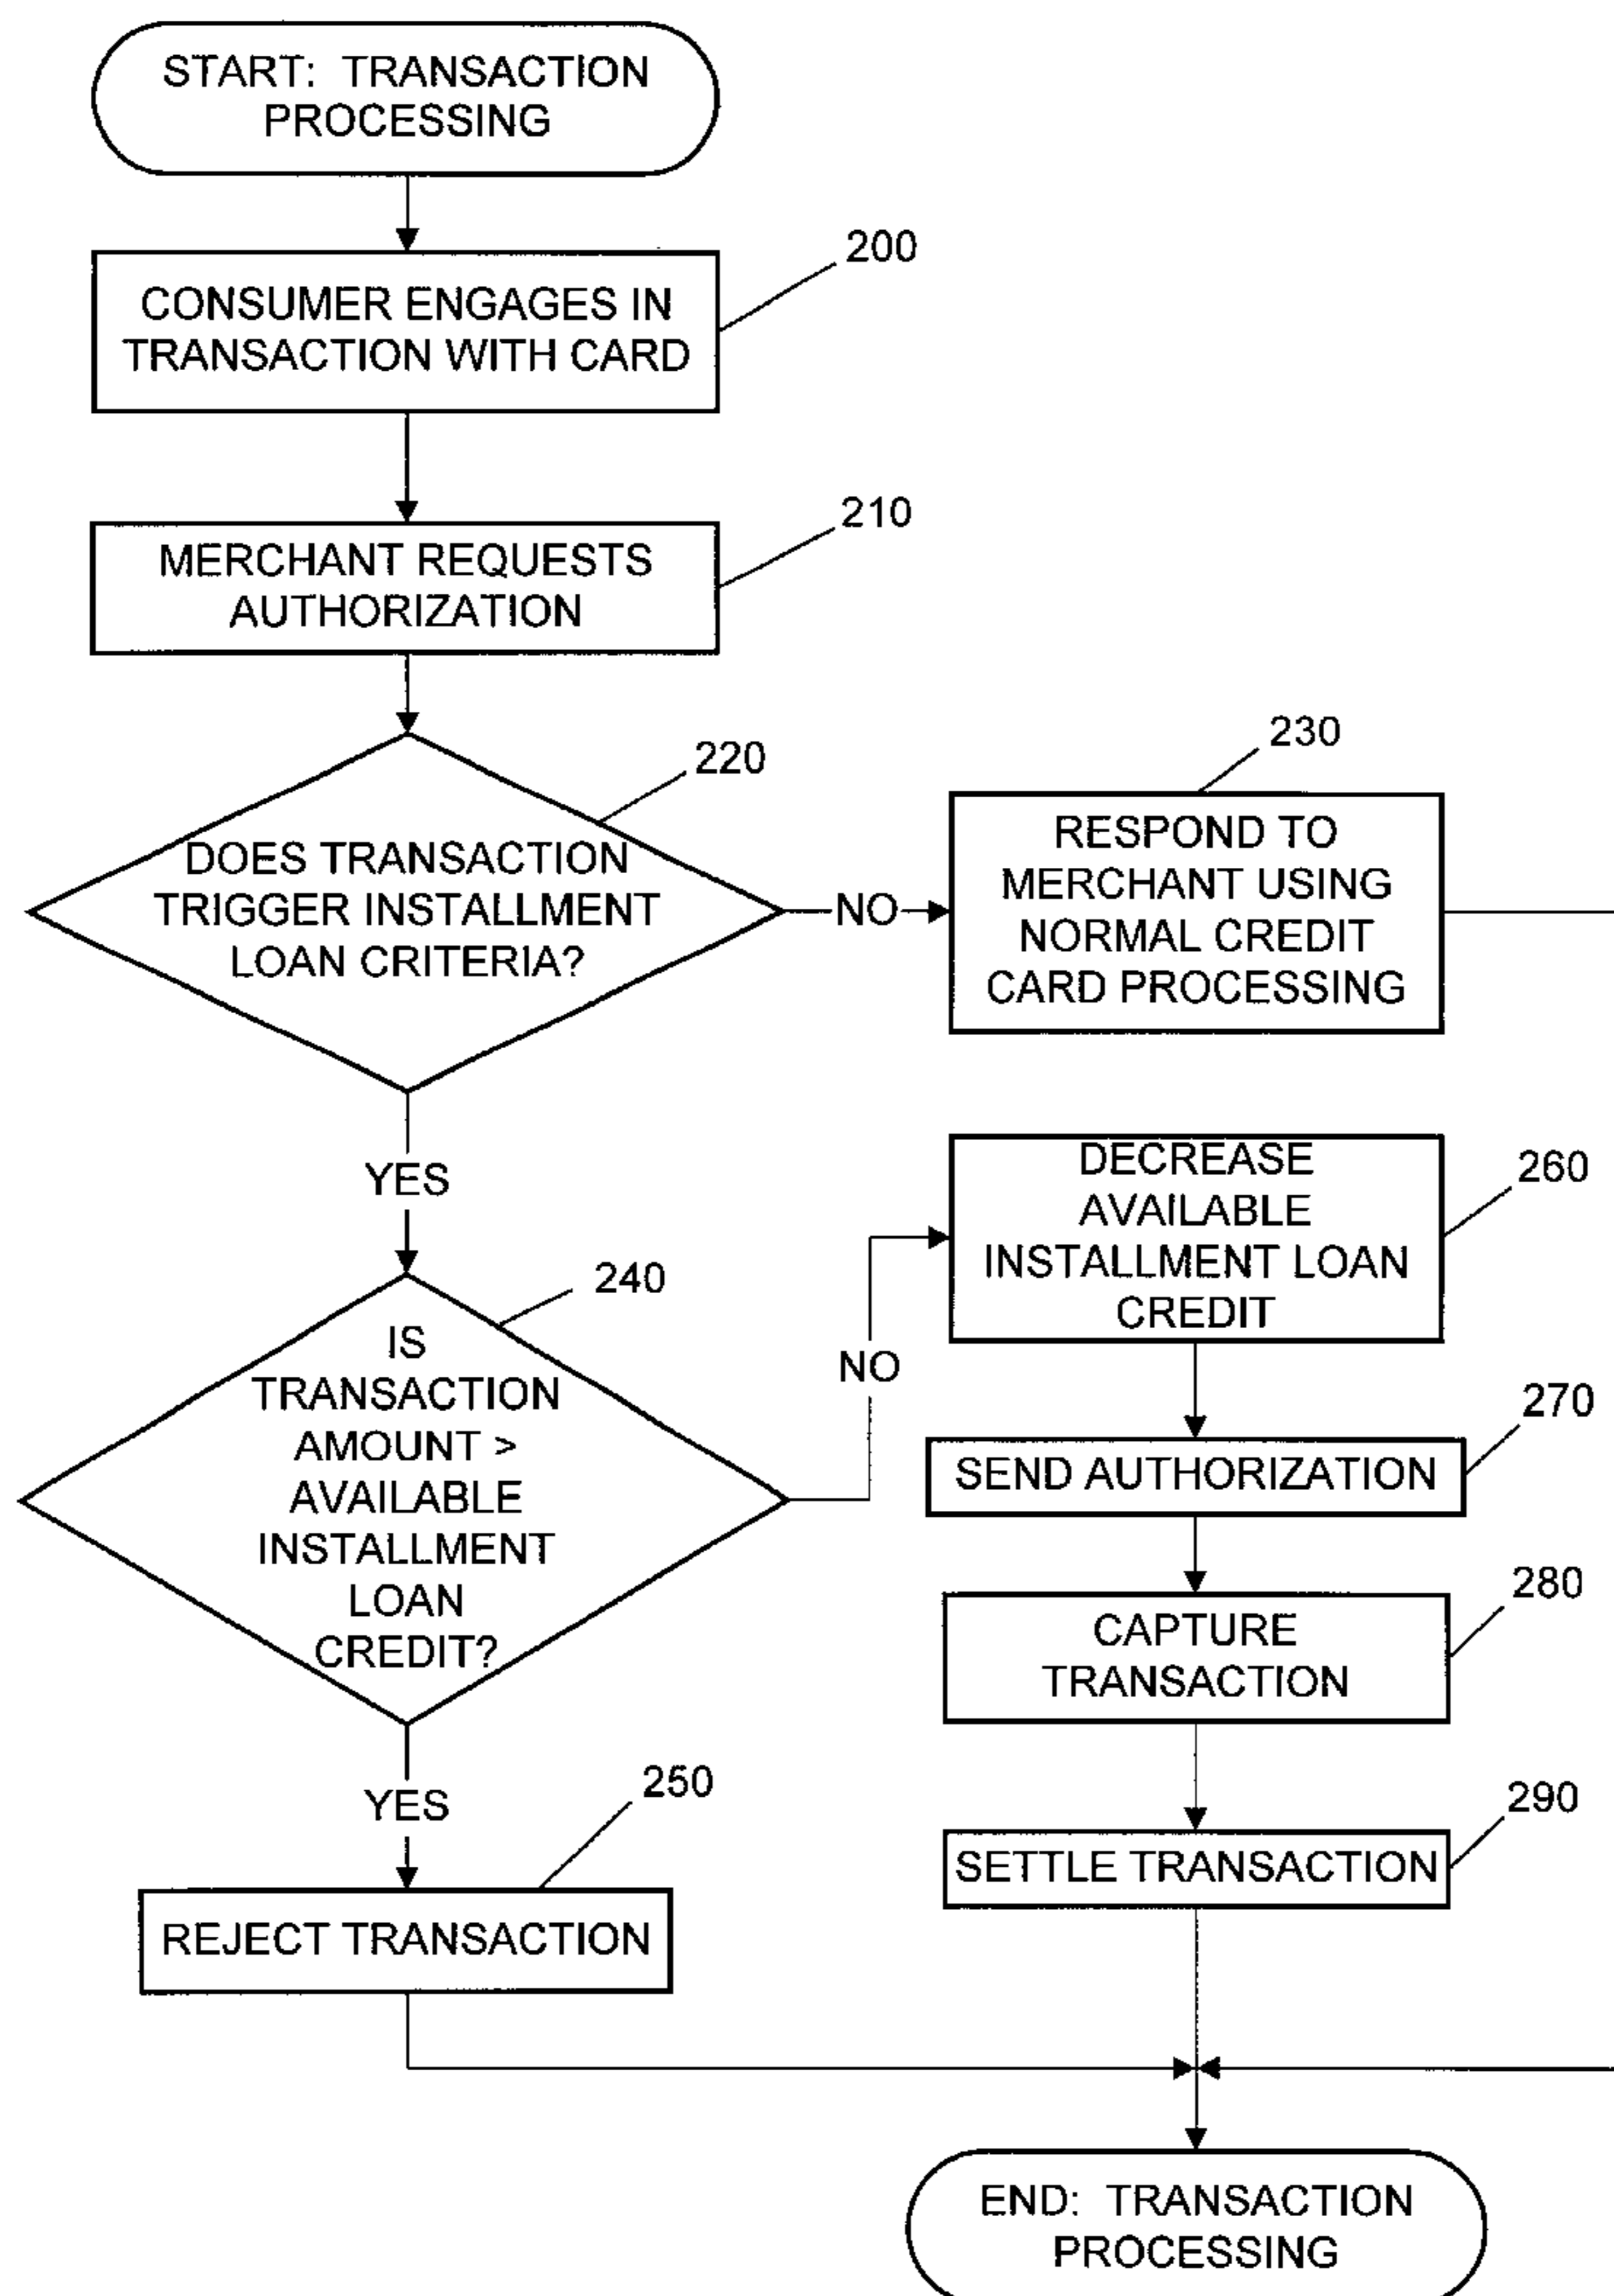 START: TRANSACTION
PROCESSING
200
CONSUMER ENGAGES IN
TRANSACTION WITH CARD
210
MERCHANT REQUESTS
AUTHORIZATION
220
DOES TRANSACTION
TRIGGER INSTALLMENT
LOAN CRITERIA?
NO
230
RESPOND TO
MERCHANT USING
NORMAL CREDIT
CARD PROCESSING
YES
240
IS
TRANSACTION
AMOUNT >
AVAILABLE
INSTALLMENT
LOAN
CREDIT?
NO
260
DECREASE
AVAILABLE
INSTALLMENT LOAN
CREDIT
270
SEND AUTHORIZATION
280
CAPTURE
TRANSACTION
290
SETTLE TRANSACTION
YES
250
REJECT TRANSACTION
END: TRANSACTION
PROCESSING